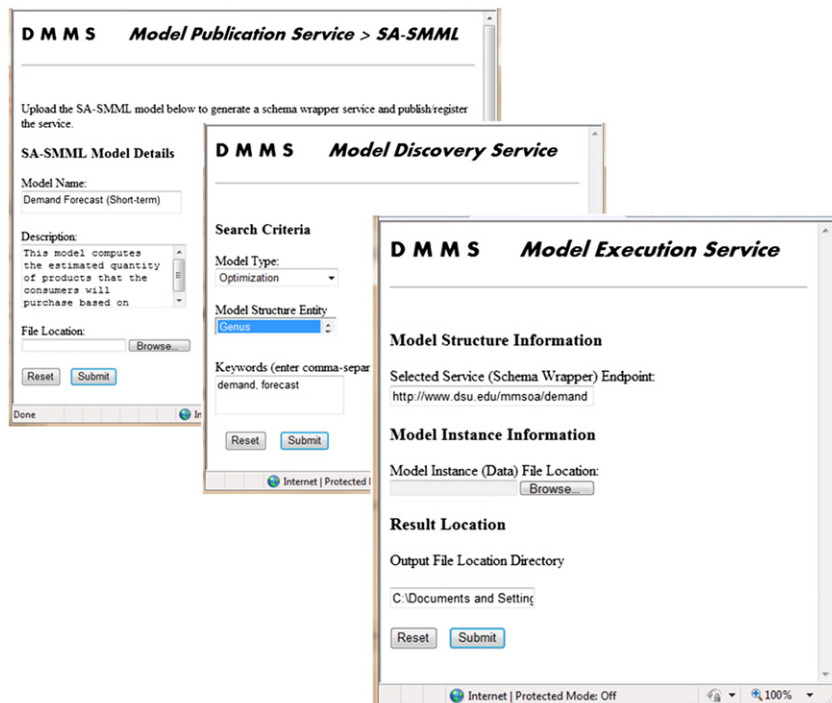 D M M S Model Publication Service > SA-SMML
Upload the SA-SMML model below to generate a schema wrapper service and publish/register
the service.
SA-SMML Model Details
Model Name:
Demand Forecast (Short-term)
Description:
This model computes
the estimated quantity
of products that the
consumers will
purchase based on
File Location:
Browse...
Reset Submit
Done
D M M S Model Discovery Service
Search Criteria
Model Type:
Optimization
Model Structure Entity
Genus
Keywords (enter comma-separ
demand, forecast
Reset Submit
Internet | Protected
D M M S Model Execution Service
Model Structure Information
Selected Service (Schema Wrapper) Endpoint:
http://www.dsu.edu/mmsoa/demand
Model Instance Information
Model Instance (Data) File Location:
Browse...
Result Location
Output File Location Directory
C:\Documents and Setting
Reset Submit
Internet | Protected Mode: Off 100%